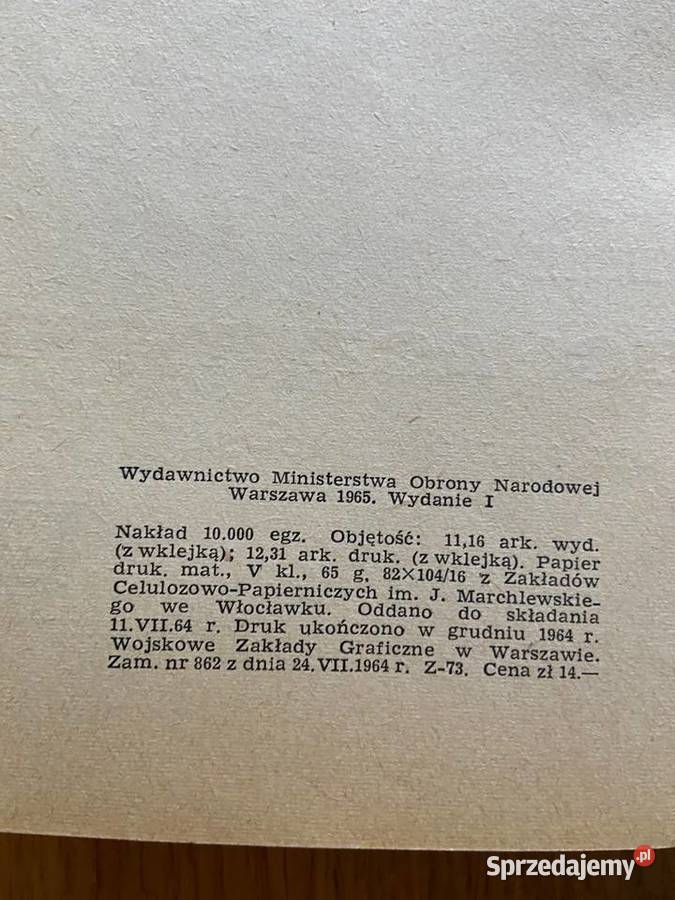 Wydawnictwo Ministerstwa Obrony Narodowej
Warszawa 1965. Wydanie I
Nakład 10.000 egz. Objętość: 11,16 ark. wyd.
(z wklejką); 12,31 ark. druk. (z wklejką). Papier
druk. mat., V kl., 65 g, 82×104/16 z Zakładów
Celulozowo-Papierniczych im. J. Marchlewskie-
go we Włocławku. Oddano do składania
11.VII.64 r. Druk ukończono w grudniu 1964 r.
Wojskowe Zakłady Graficzne w Warszawie.
Zam. nr 862 z dnia 24.VII.1964 r. Z-73. Cena zł 14.—
Sprzedajemy.pl